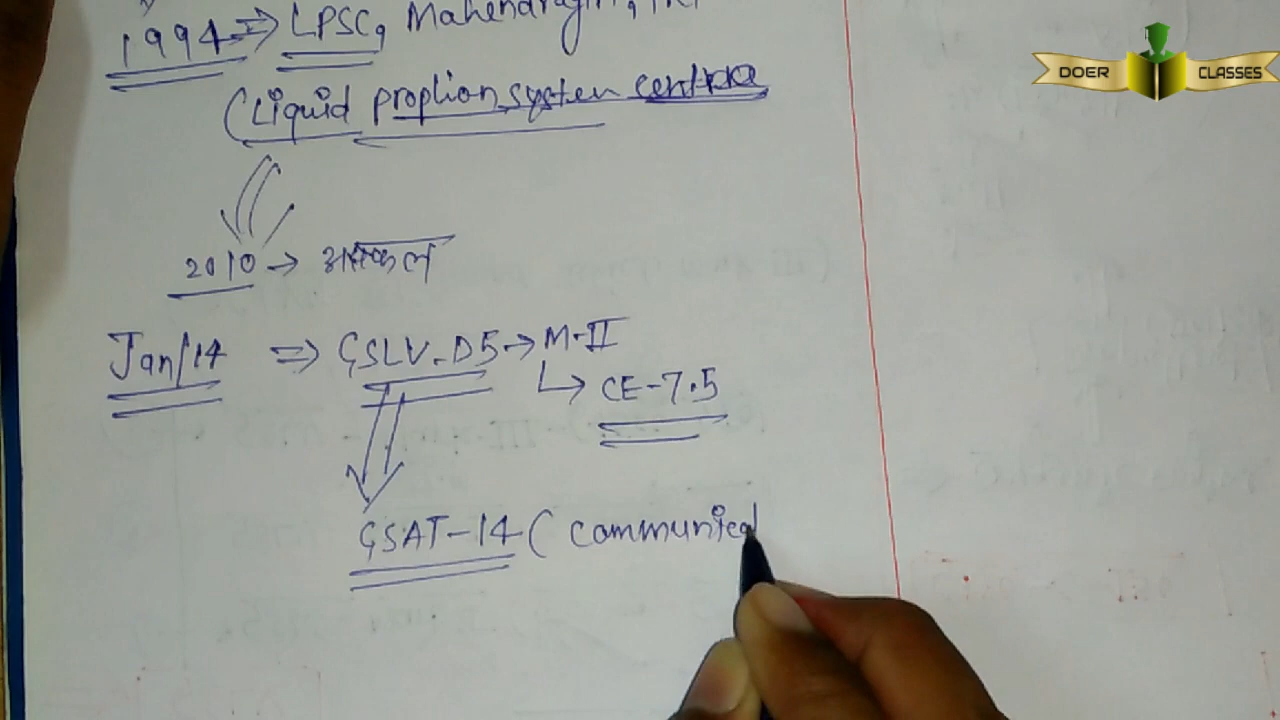 1994 => LPSC, Mahendragiri,
(Liquid proplion system centre
2010 → असफल
Jan/14 => GSLV-D5 → M-II
↳ CE-7.5
GSAT-14 ( communica
DOER CLASSES